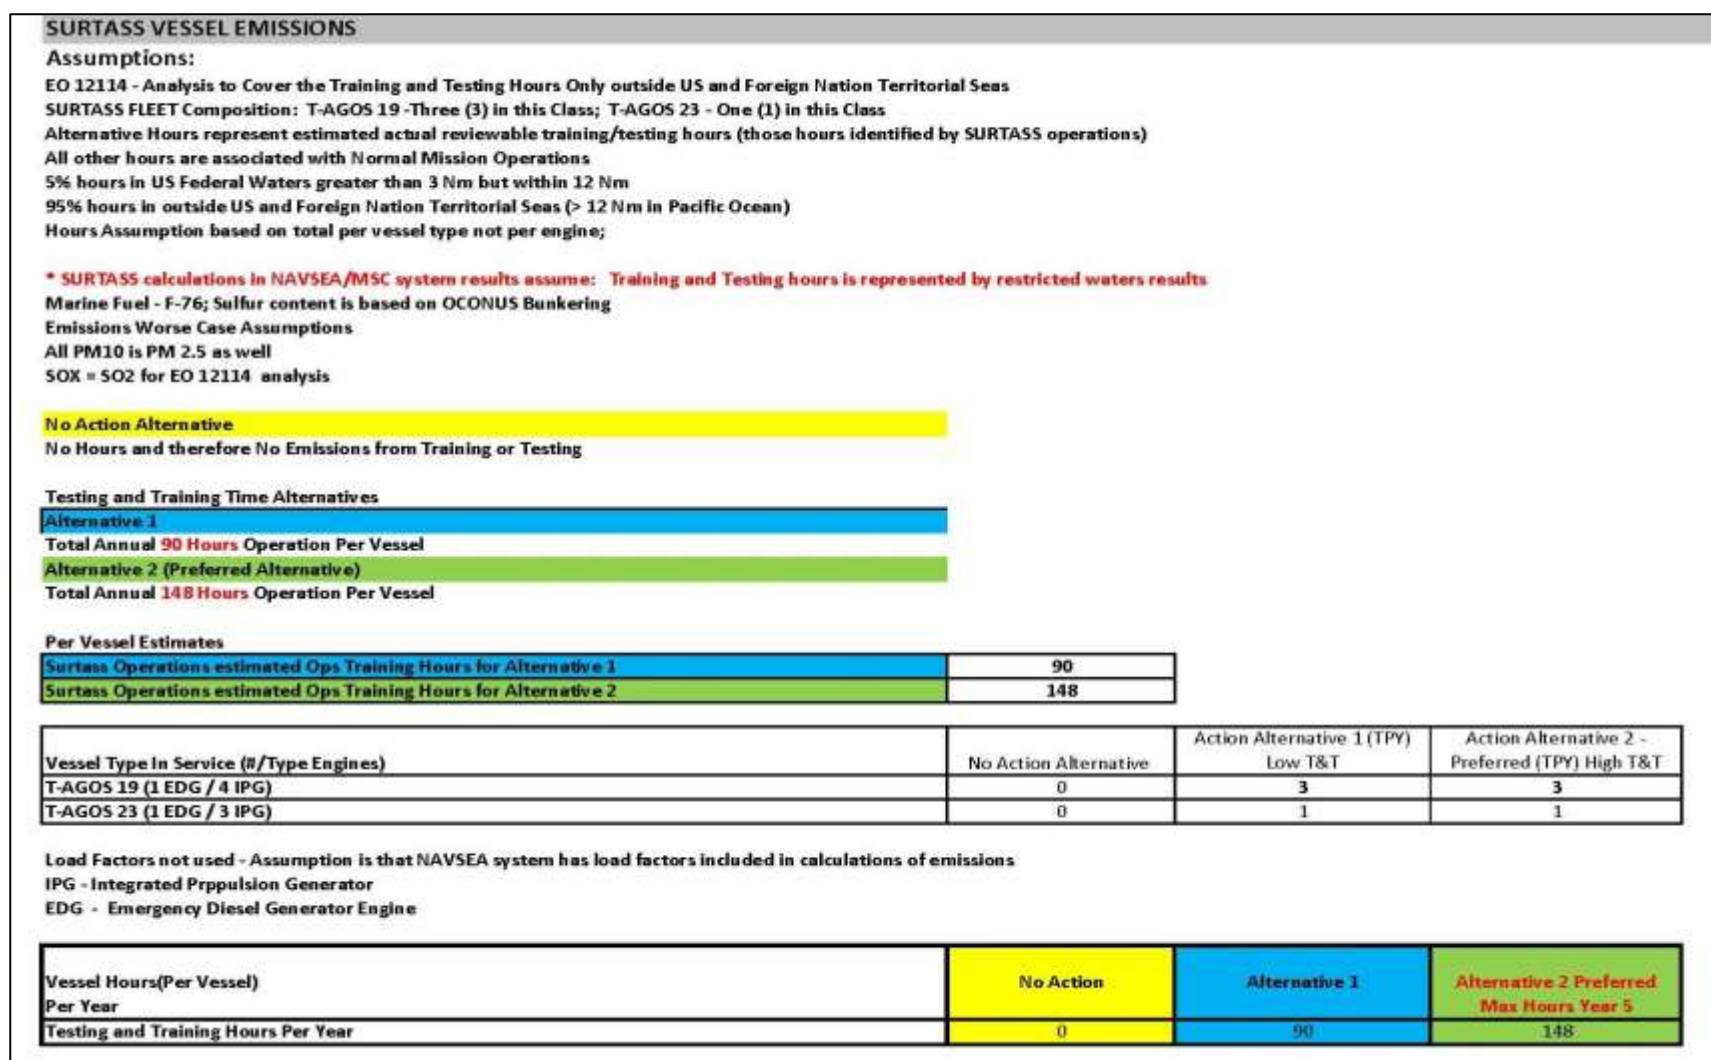 SURTASS VESSEL EMISSIONS
Assumptions:
EO 12114 - Analysis to Cover the Training and Testing Hours Only outside US and Foreign Nation Territorial Seas
SURTASS FLEET Composition: T-AGOS 19 -Three (3) in this Class; T-AGOS 23 - One (1) in this Class
Alternative Hours represent estimated actual reviewable training/testing hours (those hours identified by SURTASS operations)
All other hours are associated with Normal Mission Operations
5% hours in US Federal Waters greater than 3 Nm but within 12 Nm
95% hours in outside US and Foreign Nation Territorial Seas (> 12 Nm in Pacific Ocean)
Hours Assumption based on total per vessel type not per engine;
* SURTASS calculations in NAVSEA/MSC system results assume: Training and Testing hours is represented by restricted waters results
Marine Fuel - F-76; Sulfur content is based on OCONUS Bunkering
Emissions Worse Case Assumptions
All PM10 is PM 2.5 as well
SOX = SO2 for EO 12114 analysis
No Action Alternative
No Hours and therefore No Emissions from Training or Testing
Testing and Training Time Alternatives
Alternative 1
Total Annual 90 Hours Operation Per Vessel
Alternative 2 (Preferred Alternative)
Total Annual 148 Hours Operation Per Vessel
Per Vessel Estimates
Surtass Operations estimated Ops Training Hours for Alternative 1 90
Surtass Operations estimated Ops Training Hours for Alternative 2 148
Action Alternative 1 (TPY) Action Alternative 2 -
Vessel Type In Service (#/Type Engines) No Action Alternative Low T&T Preferred (TPY) High T&T
T-AGOS 19 (1 EDG / 4 IPG) 0 3 3
T-AGOS 23 (1 EDG / 3 IPG) 0 1 1
Load Factors not used - Assumption is that NAVSEA system has load factors included in calculations of emissions
IPG - Integrated Prppulsion Generator
EDG - Emergency Diesel Generator Engine
Vessel Hours(Per Vessel) No Action Alternative 1 Alternative 2 Preferred
Per Year Max Hours Year 5
Testing and Training Hours Per Year 0 90 148